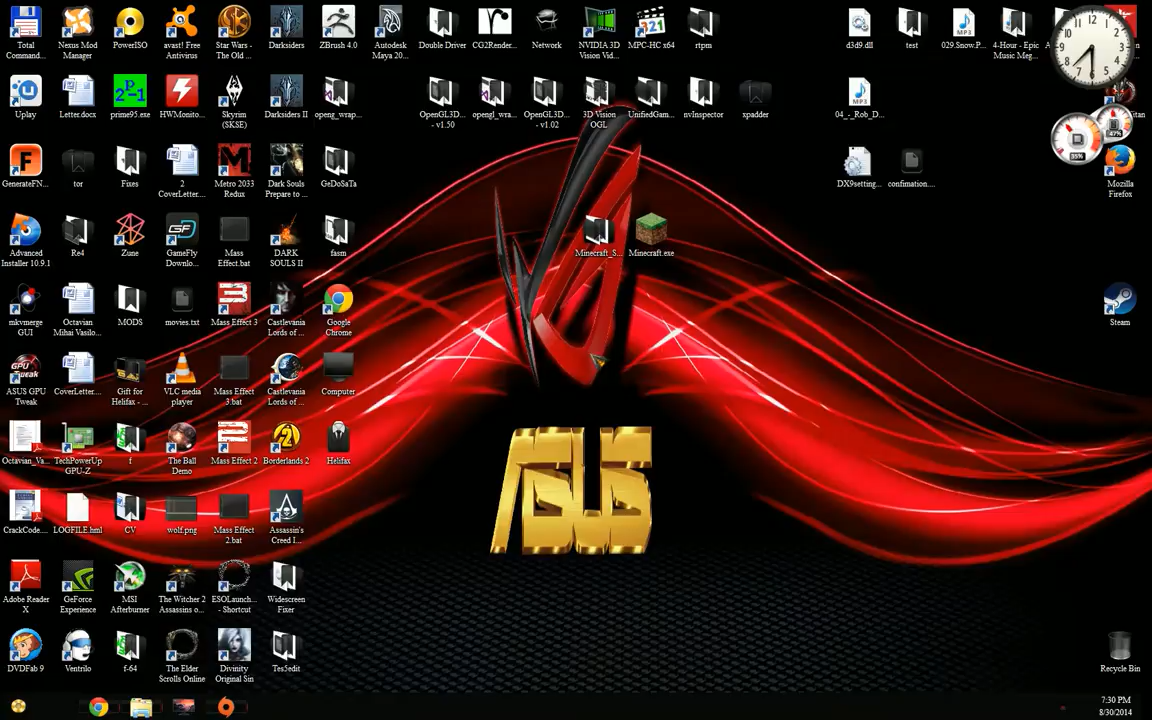 Total Command...
Nexus Mod Manager
PowerISO
avast! Free Antivirus
Star Wars - The Old ...
Darksiders
ZBrush 4.0
Autodesk Maya 20...
Double Driver
CG2Render...
Network
NVIDIA 3D Vision Vid...
MPC-HC x64
rtpm
d3d9.dll
test
029.Snow.P...
4-Hour - Epic Music Meg...
Uplay
Letter.docx
prime95.exe
HWMonito...
Skyrim (SKSE)
Darksiders II
openg_wrap...
OpenGL3D... - v1.50
opengl_wrap...
OpenGL3D... - v1.02
3D Vision OGL
UnifiedGam...
nvInspector
xpadder
04_-_Rob_D...
GenerateFN...
tor
Fixes
2 CoverLetter...
Metro 2033 Redux
Dark Souls Prepare to ...
GeDoSaTa
DX9setting...
confimation....
35%
47%
Mozilla Firefox
Advanced Installer 10.9.1
Re4
Zune
GameFly Downlo...
Mass Effect.bat
DARK SOULS II
fasm
Minecraft_S...
Minecraft.exe
mkvmerge GUI
Octavian Mihai Vasilo...
MODS
movies.txt
Mass Effect 3
Castlevania Lords of ...
Google Chrome
Steam
ASUS GPU Tweak
CoverLetter....
Gift for Helifax - ...
VLC media player
Mass Effect 3.bat
Castlevania Lords of ...
Computer
Octavian_Va...
TechPowerUp GPU-Z
f
The Ball Demo
Mass Effect 2
Borderlands 2
Helifax
ASUS
CrackCode....
LOGFILE.hml
CV
wolf.png
Mass Effect 2.bat
Assassin's Creed I...
Adobe Reader X
GeForce Experience
MSI Afterburner
The Witcher 2 Assassins o...
ESOLaunch... - Shortcut
Widescreen Fixer
DVDFab 9
Ventrilo
f-64
The Elder Scrolls Online
Divinity Original Sin
Tes5edit
Recycle Bin
7:30 PM
8/30/2014